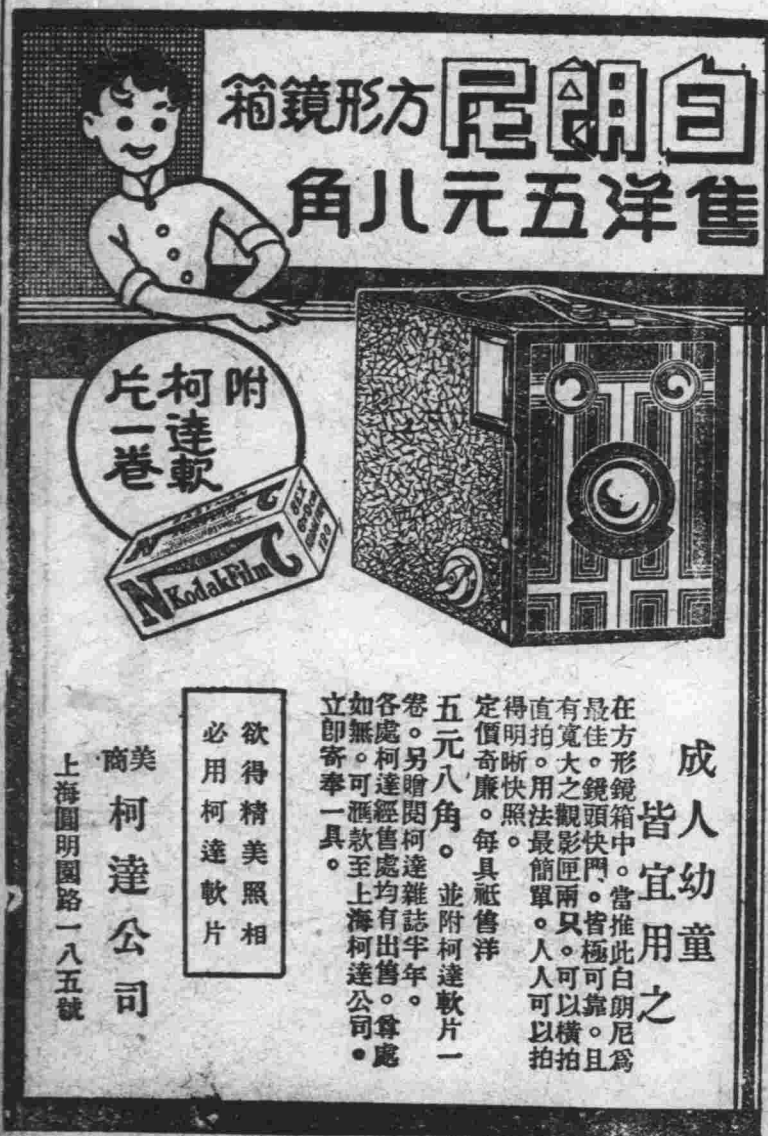 白朗尼方形鏡箱
售洋五元八角
附
柯達軟
片一卷
NC KodakFilm
120
成人幼童
皆宜用之
在方形鏡箱中。當推此白朗尼爲
最佳。鏡頭快門。皆極可靠。且
有寬大之觀影匣兩只。可以橫拍
直拍。用法最簡單。人人可以拍
得明晰快照。
定價奇廉。每具祗售洋
五元八角。並附柯達軟片一
卷。另贈閱柯達雜誌半年。
各處柯達經售處均有出售。尊處
如無。可滙款至上海柯達公司。
立卽寄奉一具。
欲得精美照相
必用柯達軟片
美商柯達公司
上海圓明園路一八五號